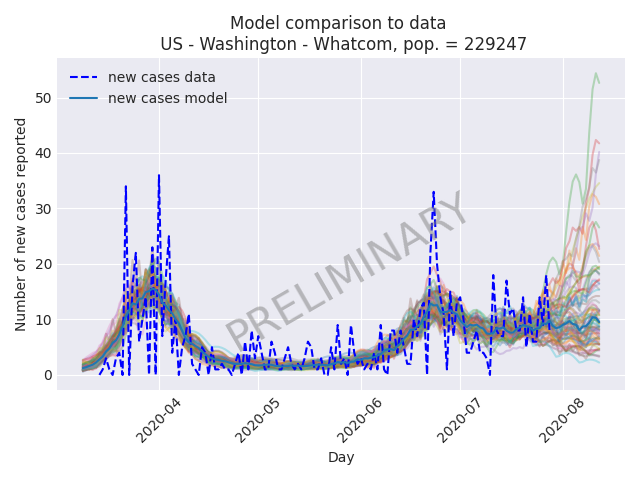 Model comparison to data
US - Washington - Whatcom, pop. = 229247
new cases data
new cases model
Number of new cases reported
50
40
30
20
10
0
PRELIMINARY
2020-04
2020-05
2020-06
2020-07
2020-08
Day